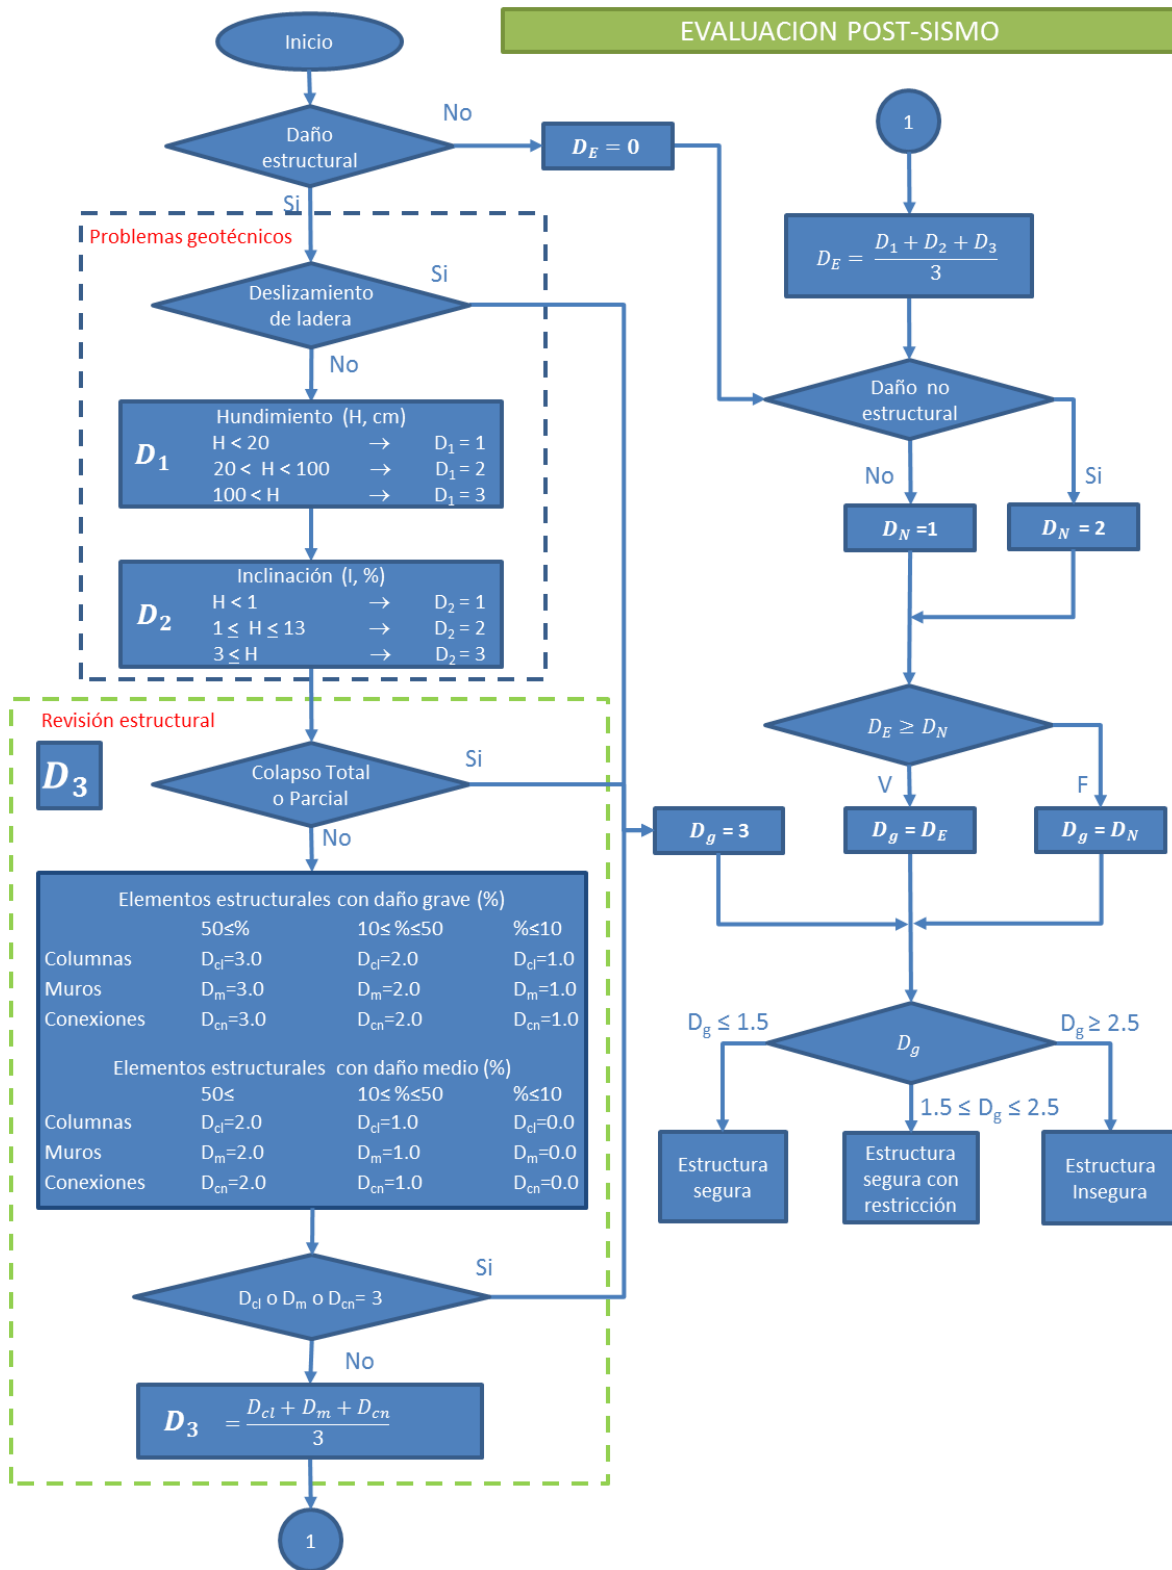 EVALUACION POST-SISMO
Inicio
Daño
estructural
No
D_E = 0
Si
Problemas geotécnicos
Deslizamiento
de ladera
Si
No
D_1
Hundimiento (H, cm)
H < 20 → D_1 = 1
20 < H < 100 → D_1 = 2
100 < H → D_1 = 3
D_2
Inclinación (I, %)
H < 1 → D_2 = 1
1 ≤ H ≤ 13 → D_2 = 2
3 ≤ H → D_2 = 3
Revisión estructural
D_3
Colapso Total
o Parcial
Si
No
Elementos estructurales con daño grave (%)
50≤% 10≤ %≤50 %≤10
Columnas D_cl=3.0 D_cl=2.0 D_cl=1.0
Muros D_m=3.0 D_m=2.0 D_m=1.0
Conexiones D_cn=3.0 D_cn=2.0 D_cn=1.0
Elementos estructurales con daño medio (%)
50≤ 10≤ %≤50 %≤10
Columnas D_cl=2.0 D_cl=1.0 D_cl=0.0
Muros D_m=2.0 D_m=1.0 D_m=0.0
Conexiones D_cn=2.0 D_cn=1.0 D_cn=0.0
D_cl o D_m o D_cn= 3
Si
No
D_3 = (D_cl + D_m + D_cn) / 3
1
1
D_E = (D_1 + D_2 + D_3) / 3
Daño no
estructural
No
Si
D_N =1
D_N = 2
D_E ≥ D_N
V
F
D_g = 3
D_g = D_E
D_g = D_N
D_g
D_g ≤ 1.5
D_g ≥ 2.5
1.5 ≤ D_g ≤ 2.5
Estructura
segura
Estructura
segura con
restricción
Estructura
Insegura